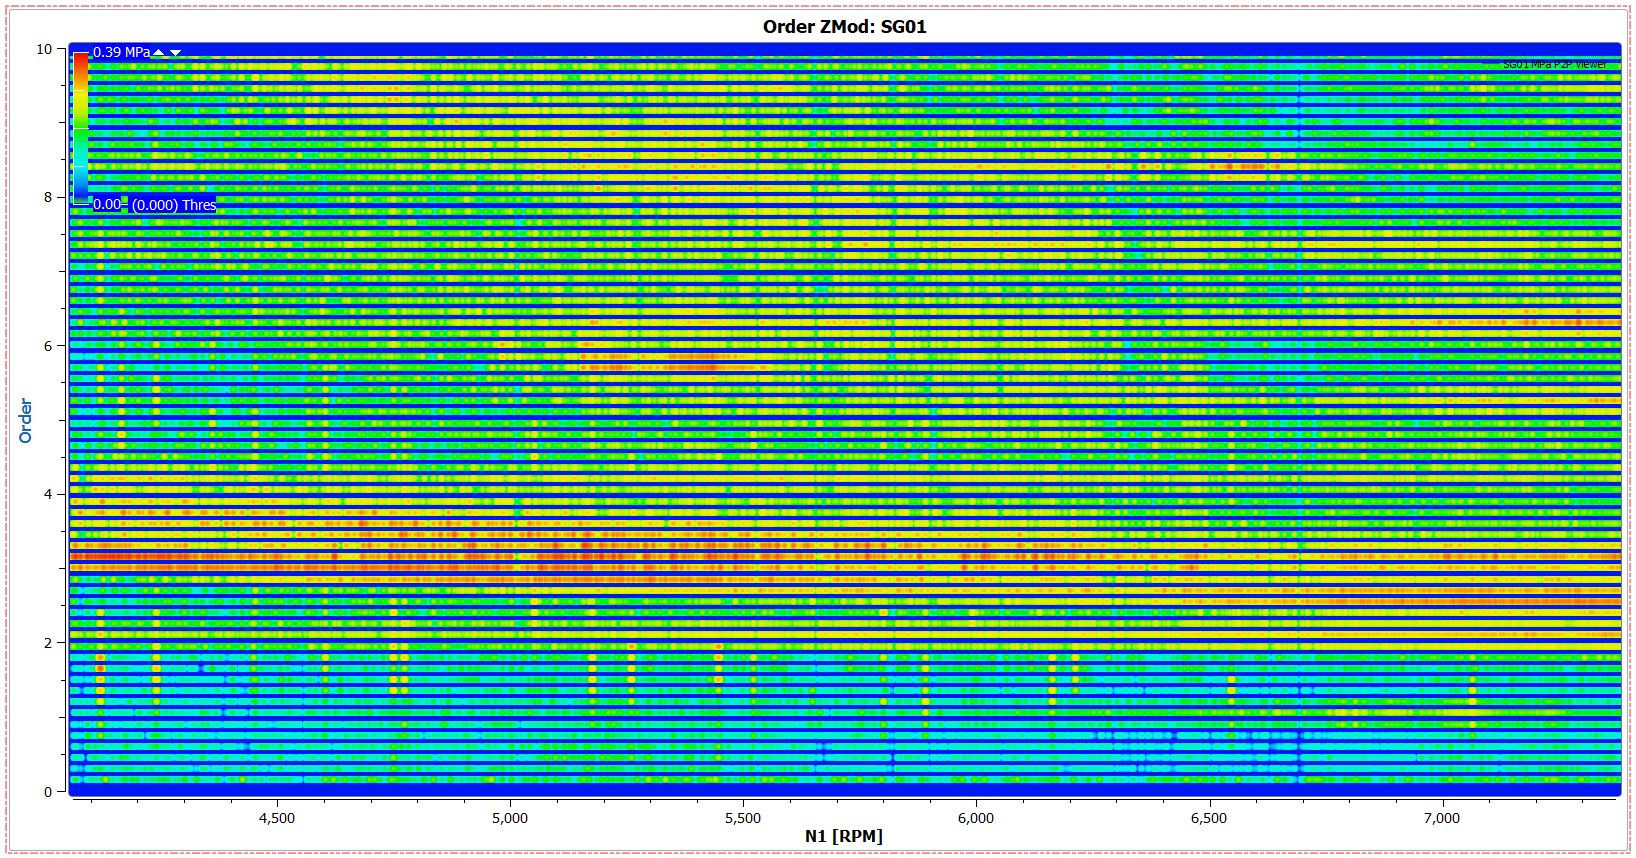 Order ZMod: SG01
10
0.39 MPa
SG01 MPa P2P Viewer
8
0.00
(0.000) Thres
6
Order
4
2
0
4,500
5,000
5,500
6,000
6,500
7,000
N1 [RPM]